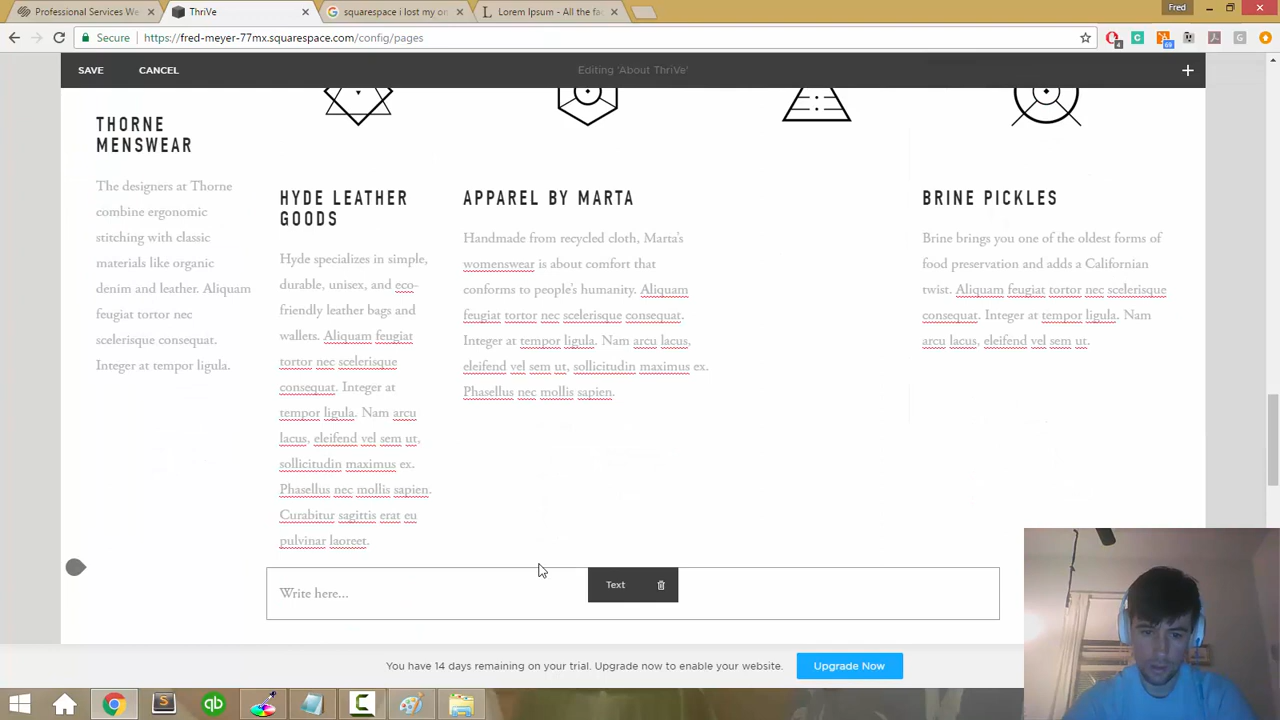 Professional Services We
ThriVe
squarespace i lost my or
Lorem Ipsum - All the fac
Fred
Secure
https://fred-meyer-77mx.squarespace.com/config/pages
4
69
SAVE
CANCEL
Editing 'About ThriVe'
THORNE
MENSWEAR
The designers at Thorne
combine ergonomic
stitching with classic
materials like organic
denim and leather. Aliquam
feugiat tortor nec
scelerisque consequat.
Integer at tempor ligula.
HYDE LEATHER
GOODS
Hyde specializes in simple,
durable, unisex, and eco-
friendly leather bags and
wallets. Aliquam feugiat
tortor nec scelerisque
consequat. Integer at
tempor ligula. Nam arcu
lacus, eleifend vel sem ut,
sollicitudin maximus ex.
Phasellus nec mollis sapien.
Curabitur sagittis erat eu
pulvinar laoreet.
APPAREL BY MARTA
Handmade from recycled cloth, Marta's
womenswear is about comfort that
conforms to people's humanity. Aliquam
feugiat tortor nec scelerisque consequat.
Integer at tempor ligula. Nam arcu lacus,
eleifend vel sem ut, sollicitudin maximus ex.
Phasellus nec mollis sapien.
BRINE PICKLES
Brine brings you one of the oldest forms of
food preservation and adds a Californian
twist. Aliquam feugiat tortor nec scelerisque
consequat. Integer at tempor ligula. Nam
arcu lacus, eleifend vel sem ut.
Write here...
Text
You have 14 days remaining on your trial. Upgrade now to enable your website.
Upgrade Now